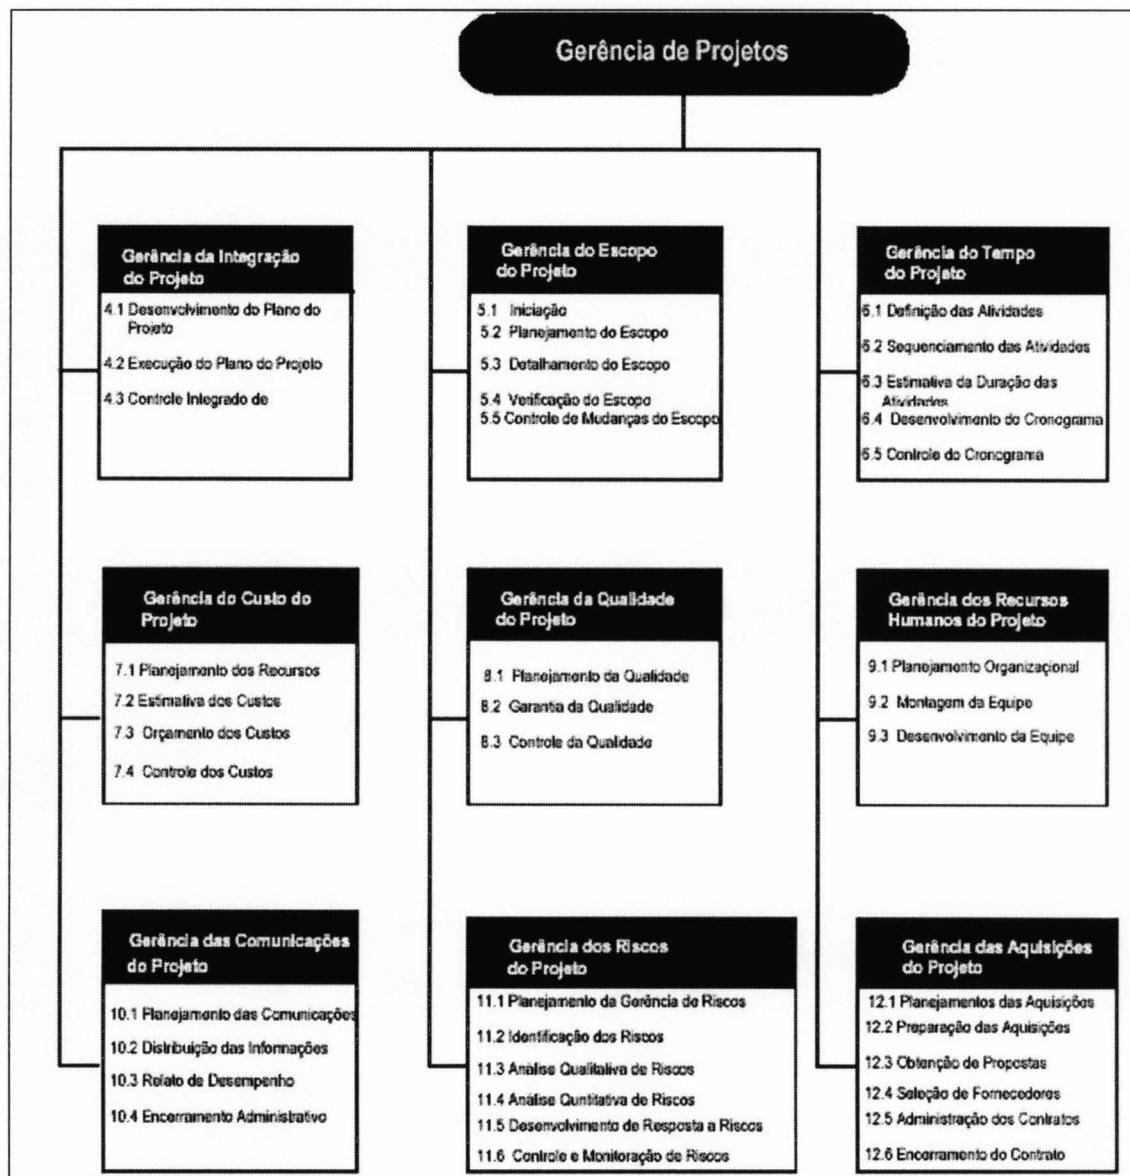 Gerência de Projetos
Gerência da Integração
do Projeto
4.1 Desenvolvimento do Plano do
Projeto
4.2 Execução do Plano do Projeto
4.3 Controle Integrado de
Gerência do Escopo
do Projeto
5.1 Iniciação
5.2 Planejamento do Escopo
5.3 Detalhamento do Escopo
5.4 Verificação do Escopo
5.5 Controle de Mudanças do Escopo
Gerência do Tempo
do Projeto
6.1 Definição das Atividades
6.2 Sequenciamento das Atividades
6.3 Estimativa da Duração das
Atividades
6.4 Desenvolvimento do Cronograma
6.5 Controle do Cronograma
Gerência do Custo do
Projeto
7.1 Planejamento dos Recursos
7.2 Estimativa dos Custos
7.3 Orçamento dos Custos
7.4 Controle dos Custos
Gerência da Qualidade
do Projeto
8.1 Planejamento da Qualidade
8.2 Garantia da Qualidade
8.3 Controle da Qualidade
Gerência dos Recursos
Humanos do Projeto
9.1 Planejamento Organizacional
9.2 Montagem da Equipe
9.3 Desenvolvimento da Equipe
Gerência das Comunicações
do Projeto
10.1 Planejamento das Comunicações
10.2 Distribuição das Informações
10.3 Relato de Desempenho
10.4 Encerramento Administrativo
Gerência dos Riscos
do Projeto
11.1 Planejamento da Gerência de Riscos
11.2 Identificação dos Riscos
11.3 Análise Qualitativa de Riscos
11.4 Análise Quntitativa de Riscos
11.5 Desenvolvimento de Resposta a Riscos
11.6 Controle e Monitoração de Riscos
Gerência das Aquisições
do Projeto
12.1 Planejamentos das Aquisições
12.2 Preparação das Aquisições
12.3 Obtenção de Propostas
12.4 Seleção de Fornecedores
12.5 Administração dos Contratos
12.6 Encerramento do Contrato